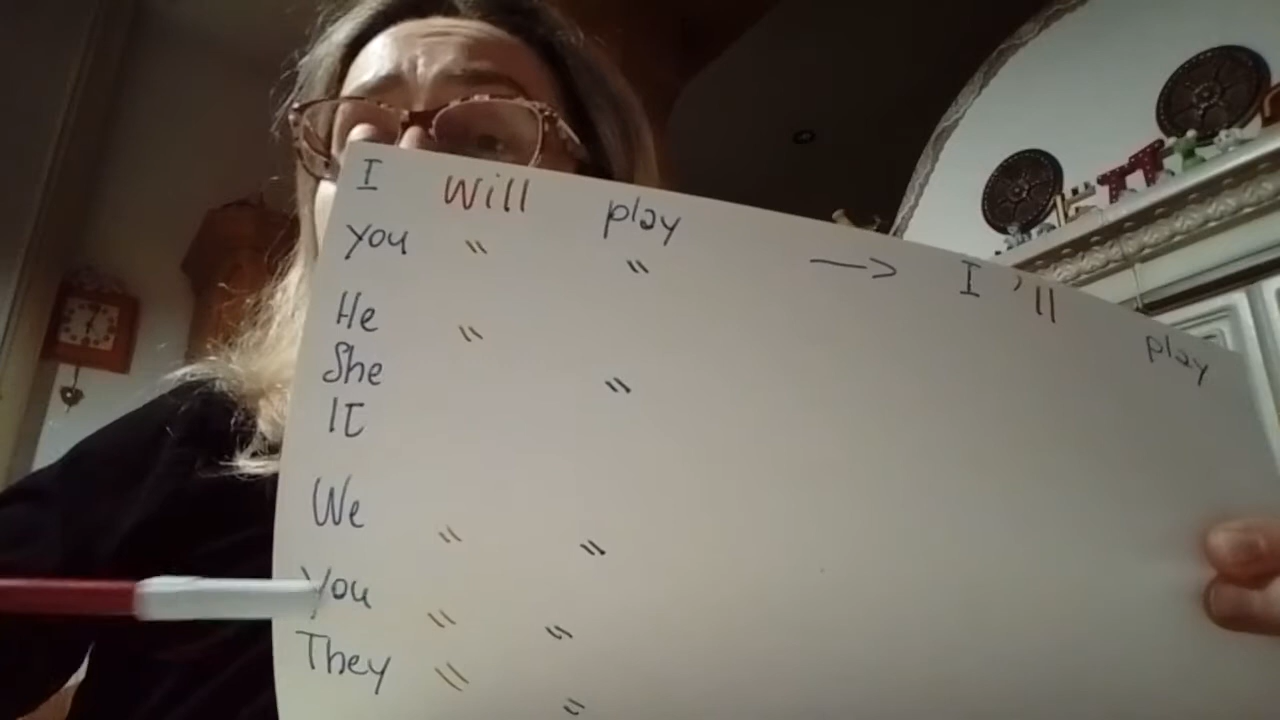 I will play → I 'll play
You " "
He "
She "
It
We " "
You " "
They " "